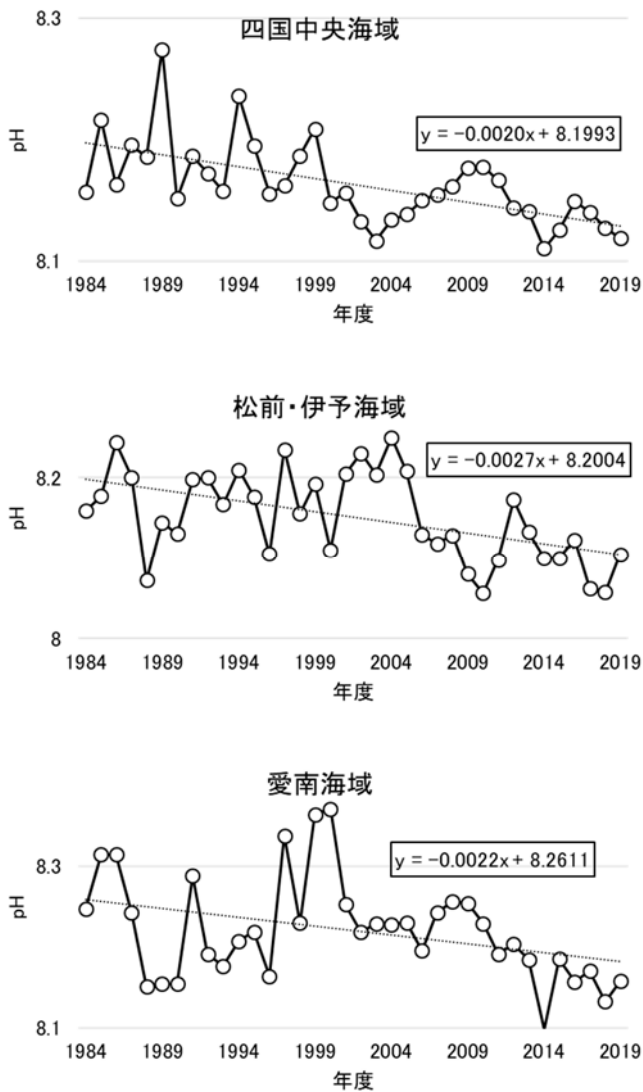 四国中央海域
8.3
pH
y = −0.0020x + 8.1993
8.1
1984 1989 1994 1999 2004 2009 2014 2019
年度
松前・伊予海域
y = −0.0027x + 8.2004
8.2
pH
8
1984 1989 1994 1999 2004 2009 2014 2019
年度
愛南海域
y = −0.0022x + 8.2611
8.3
pH
8.1
1984 1989 1994 1999 2004 2009 2014 2019
年度